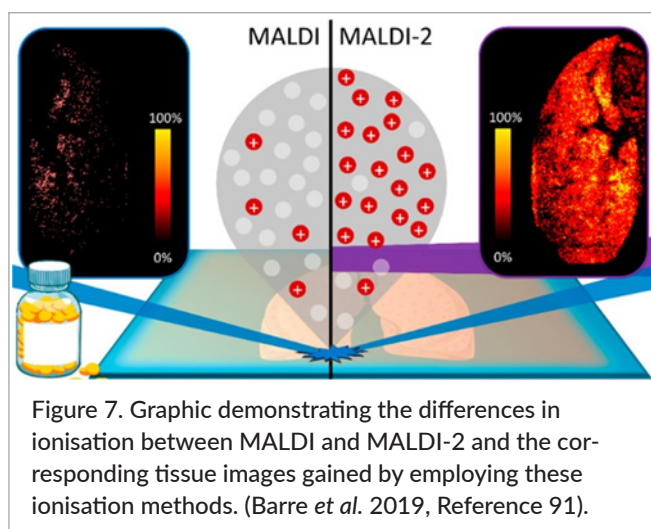 MALDI MALDI-2
100%
0%
100%
0%
Figure 7. Graphic demonstrating the differences in
ionisation between MALDI and MALDI-2 and the cor-
responding tissue images gained by employing these
ionisation methods. (Barre et al. 2019, Reference 91).